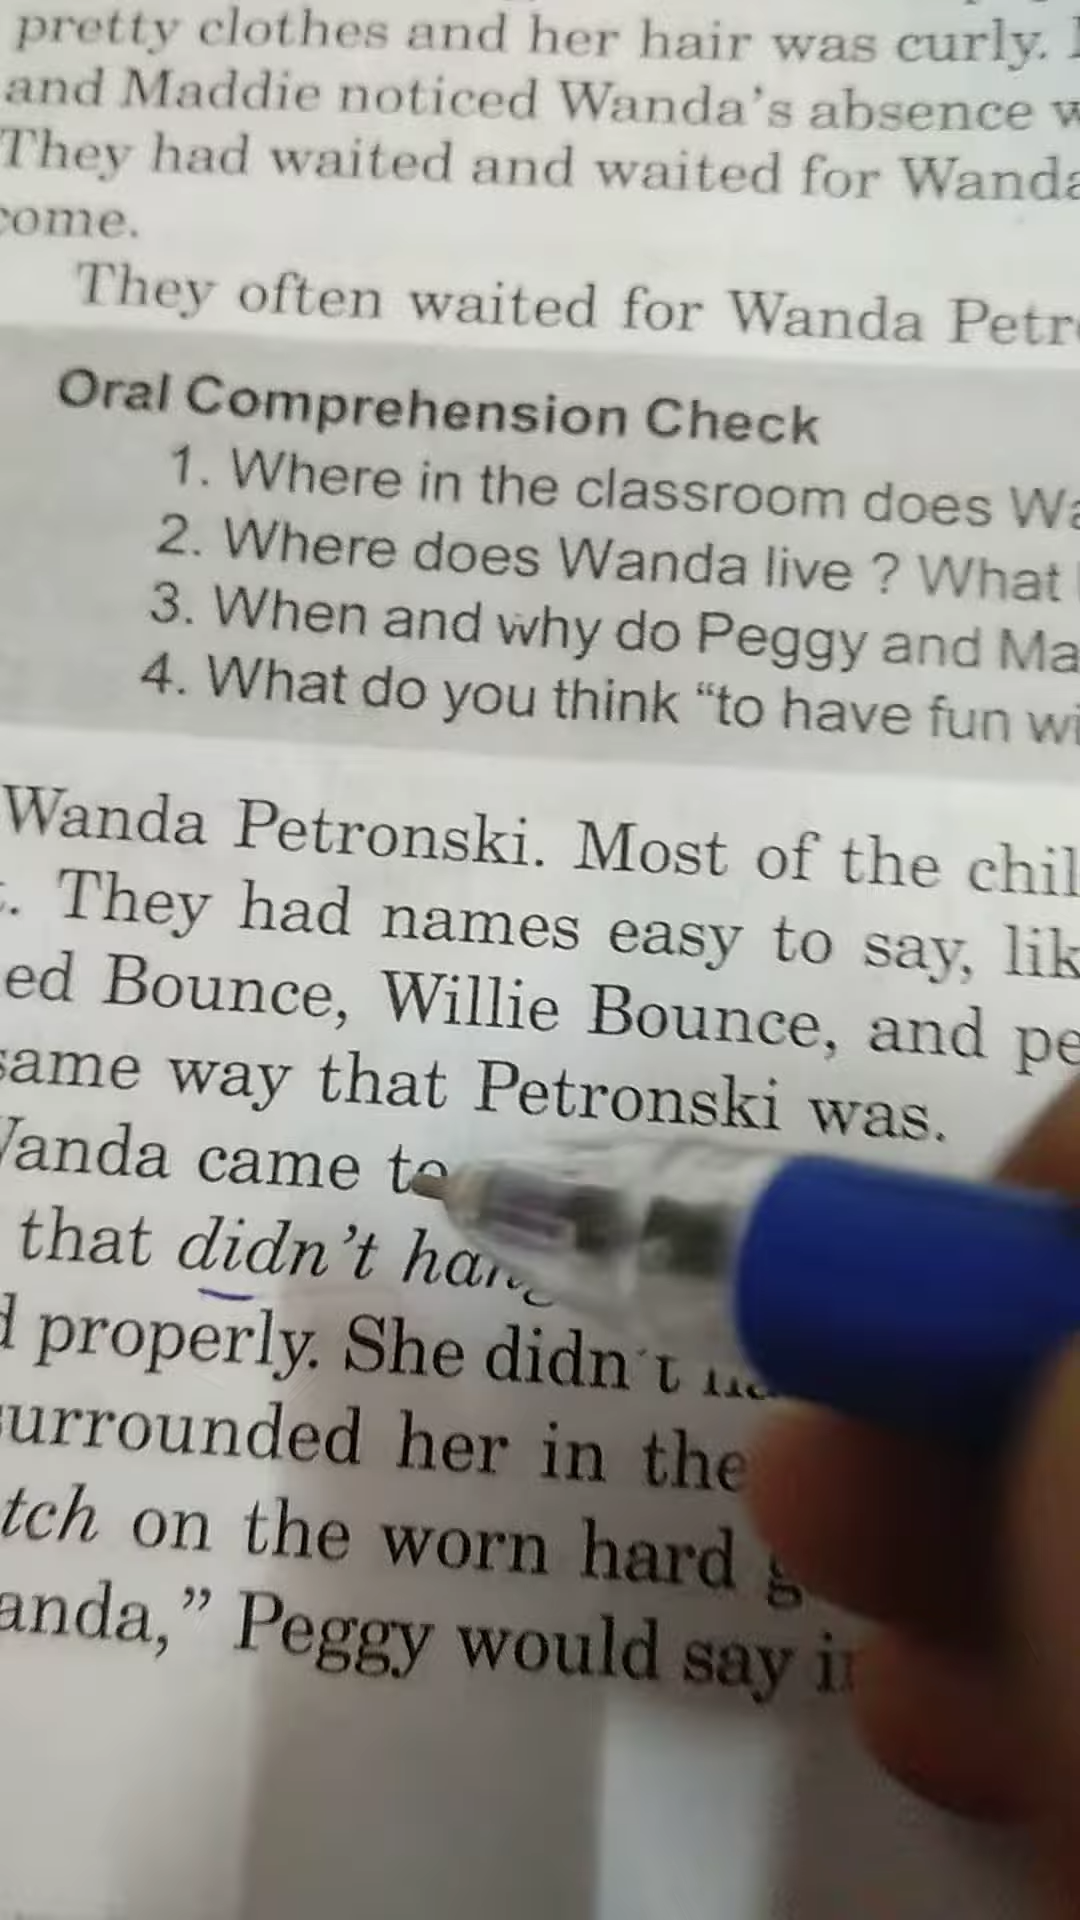 pretty clothes and her hair was curly.
and Maddie noticed Wanda's absence
They had waited and waited for Wanda
come.
They often waited for Wanda
Oral Comprehension Check
1. Where in the classroom does
2. Where does Wanda live ? What
3. When and why do Peggy and
4. What do you think “to have fun
Wanda Petronski. Most of the
They had names easy to say,
Bounce, Willie Bounce, and
same way that Petronski was.
Wanda came to
that didn't
properly. She didn't
her in the
on the worn hard
Peggy would say